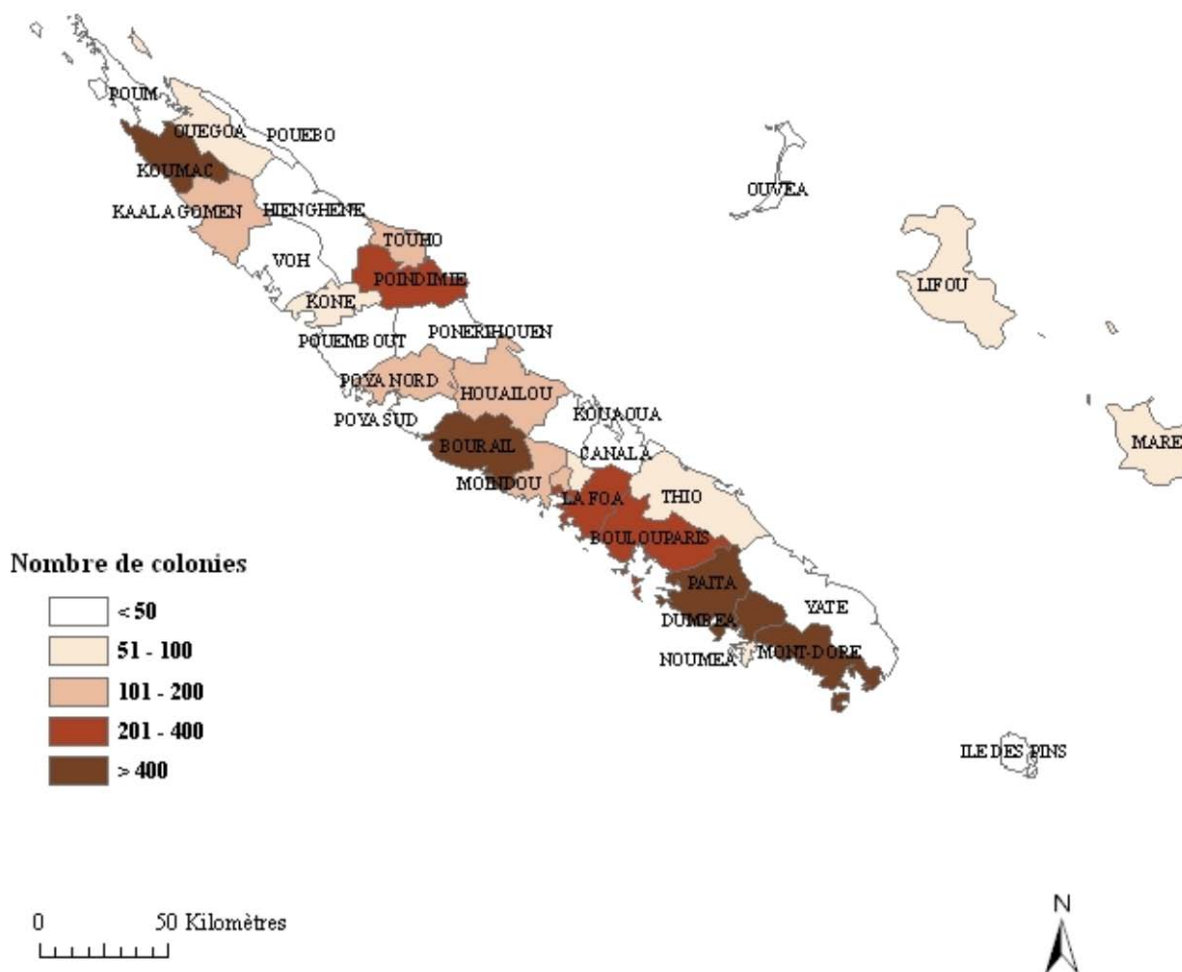 POUM
OUEGOA
POUEBO
KOUMAC
KAALA GOMEN
HIENGHENE
TOUHO
VOH
POINDIMIE
KONE
POUEMBOUT
PONERIHOUEN
POYA NORD
HOUAILOU
POYA SUD
KOUAOUA
BOURAIL
CANALA
MOINDOU
LA FOA
THIO
BOULOUPARIS
PAITA
DUMBEA
YATE
NOUMEA
MONT-DORE
OUVEA
LIFOU
MARE
ILE DES PINS
Nombre de colonies
< 50
51 - 100
101 - 200
201 - 400
> 400
0 50 Kilomètres
N